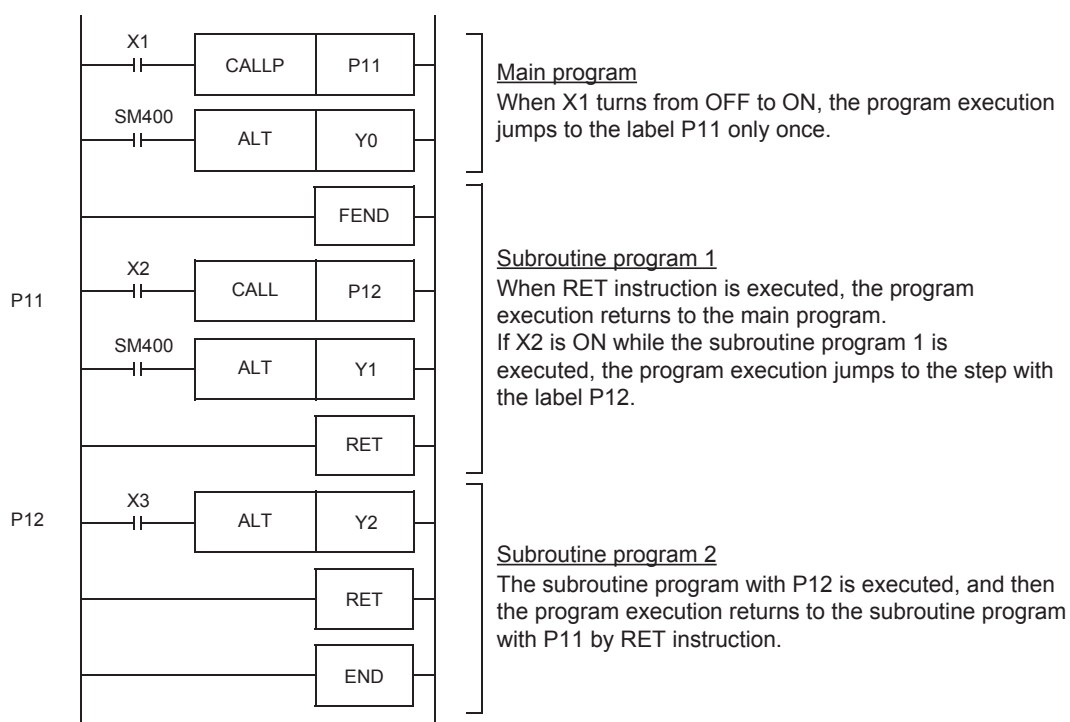 X1
CALLP P11
Main program
When X1 turns from OFF to ON, the program execution
jumps to the label P11 only once.
SM400
ALT Y0
FEND
X2
P11 CALL P12
Subroutine program 1
When RET instruction is executed, the program
execution returns to the main program.
If X2 is ON while the subroutine program 1 is
executed, the program execution jumps to the step with
the label P12.
SM400
ALT Y1
RET
X3
P12 ALT Y2
Subroutine program 2
The subroutine program with P12 is executed, and then
the program execution returns to the subroutine program
with P11 by RET instruction.
RET
END